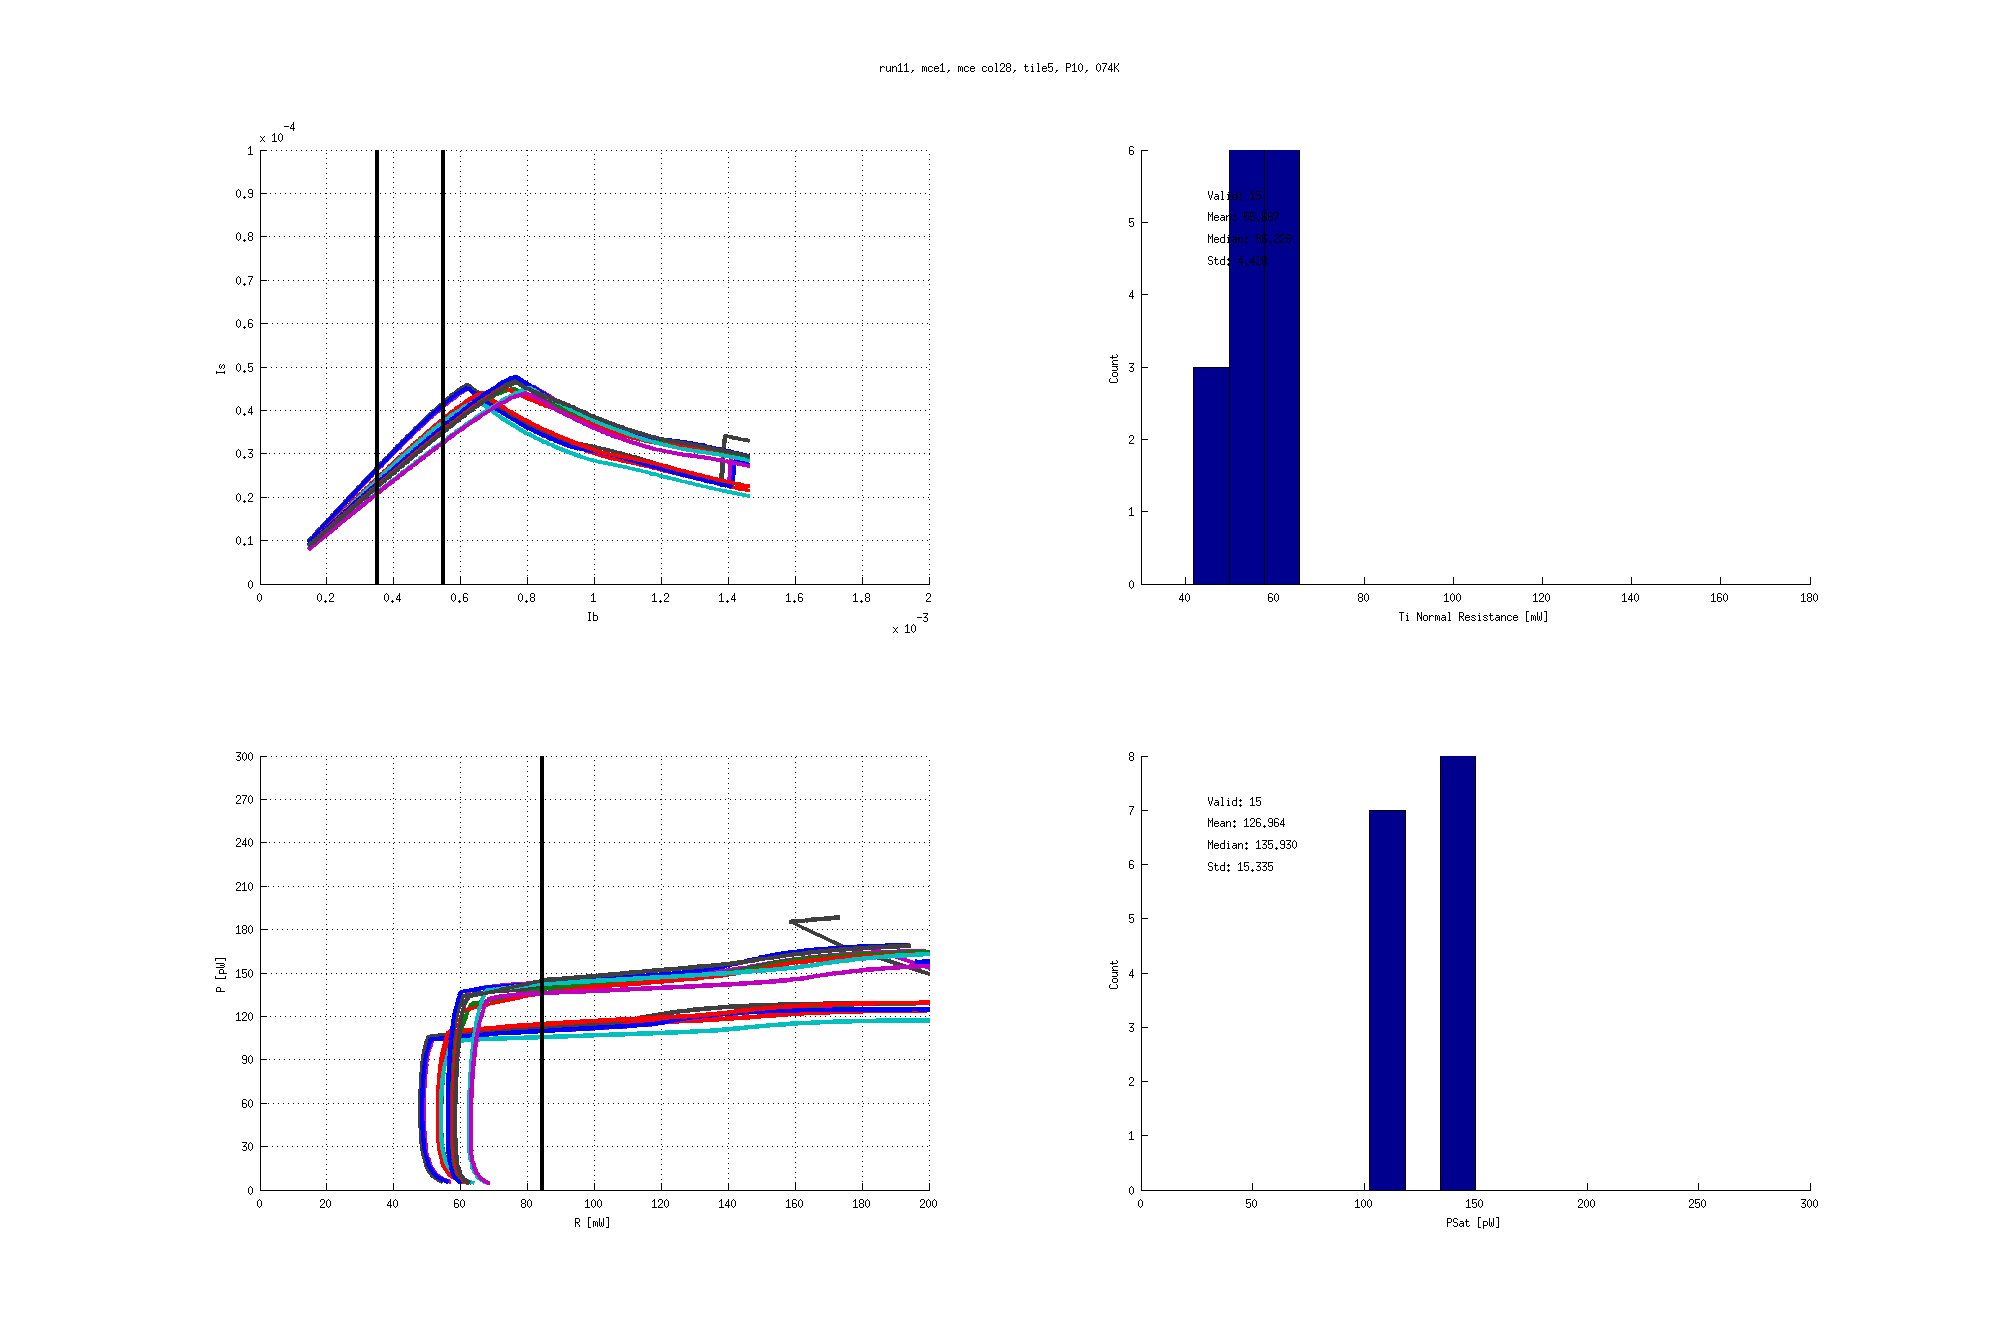 run11, mce1, mce col28, tile5, P10, 074K
x 10
-4
1
0.9
0.8
0.7
0.6
0.5
0.4
0.3
0.2
0.1
0
Is
0 0.2 0.4 0.6 0.8 1 1.2 1.4 1.6 1.8 2
Ib
x 10
-3
6
5
4
3
2
1
0
Count
Valid: 15
Mean:
Median:
Std:
40 60 80 100 120 140 160 180
Ti Normal Resistance [mW]
300
270
240
210
180
150
120
90
60
30
0
P [pW]
0 20 40 60 80 100 120 140 160 180 200
R [mW]
8
7
6
5
4
3
2
1
0
Count
Valid: 15
Mean: 126.964
Median: 135.930
Std: 15.335
0 50 100 150 200 250 300
PSat [pW]